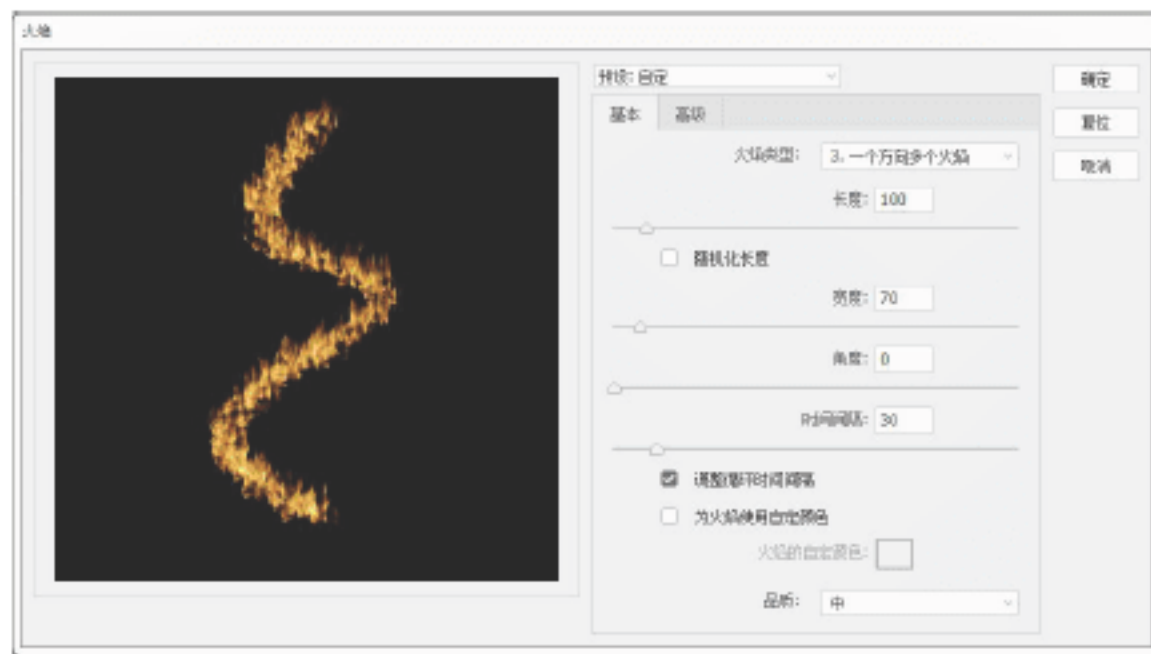 火焰
预设: 自定
确定
基本 高级
复位
火焰类型: 3. 一个方向多个火焰
取消
长度: 100
随机化长度
宽度: 70
角度: 0
时间间隔: 30
调整循环时间间隔
为火焰使用自定颜色
火焰的自定颜色:
品质: 中